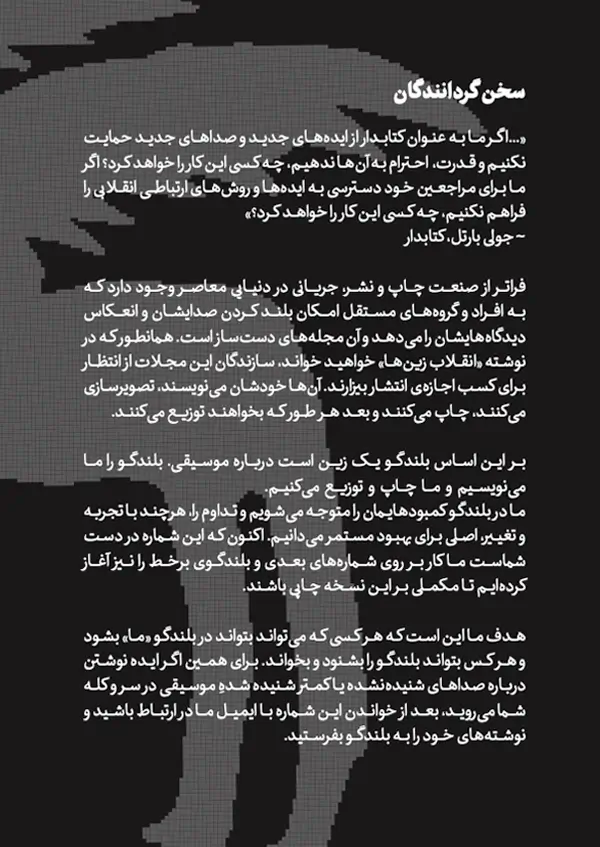 سخن گردانندگان
«...اگر ما به عنوان کتابدار از ایده‌های جدید و صداهای جدید حمایت
نکنیم و قدرت، احترام به آن ها ندهیم، چه کسی این کار را خواهد کرد؟ اگر
ما برای مراجعین خود دسترسی به ایده‌ها و روش‌های ارتباطی انقلابی را
فراهم نکنیم، چه کسی این کار را خواهد کرد؟»
~ جولی بارتل، کتابدار
فراتر از صنعت چاپ و نشر، جریانی در دنیایی معاصر وجود دارد که
به افراد و گروه‌های مستقل امکان بلند کردن صدایشان و انعکاس
دیدگاه‌هایشان را می‌دهد و آن مجله‌های دست‌ساز است. همانطور که در
نوشته «انقلاب زین‌ها» خواهید خواند، سازندگان این مجلات از انتظار
برای کسب اجازه‌ی انتشار بیزارند. آن‌ها خودشان می‌نویسند، تصویرسازی
می‌کنند، چاپ می‌کنند و بعد هر طور که بخواهند توزیع می‌کنند.
بر این اساس بلندگو یک زین است درباره موسیقی. بلندگو را ما
می‌نویسیم و ما چاپ و توزیع می‌کنیم.
ما در بلندگو کمبودهایمان را متوجه می‌شویم و تداوم را، هرچند با تجربه
و تغییر، اصلی برای بهبود مستمر می‌دانیم. اکنون که این شماره در دست
شماست ما کار بر روی شماره‌های بعدی و بلندگوی برخط را نیز آغاز
کرده‌ایم تا مکملی بر این نسخه چاپی باشند.
هدف ما این است که هر کسی که می‌تواند بتواند در بلندگو «ما» بشود
و هر کس بتواند بلندگو را بشنود و بخواند. برای همین اگر ایده نوشتن
درباره صداهای شنیده‌نشده یا کمتر شنیده شدهِ موسیقی در سر و کله
شما می‌روید، بعد از خواندن این شماره با ایمیل ما در ارتباط باشید و
نوشته‌های خود را به بلندگو بفرستید.